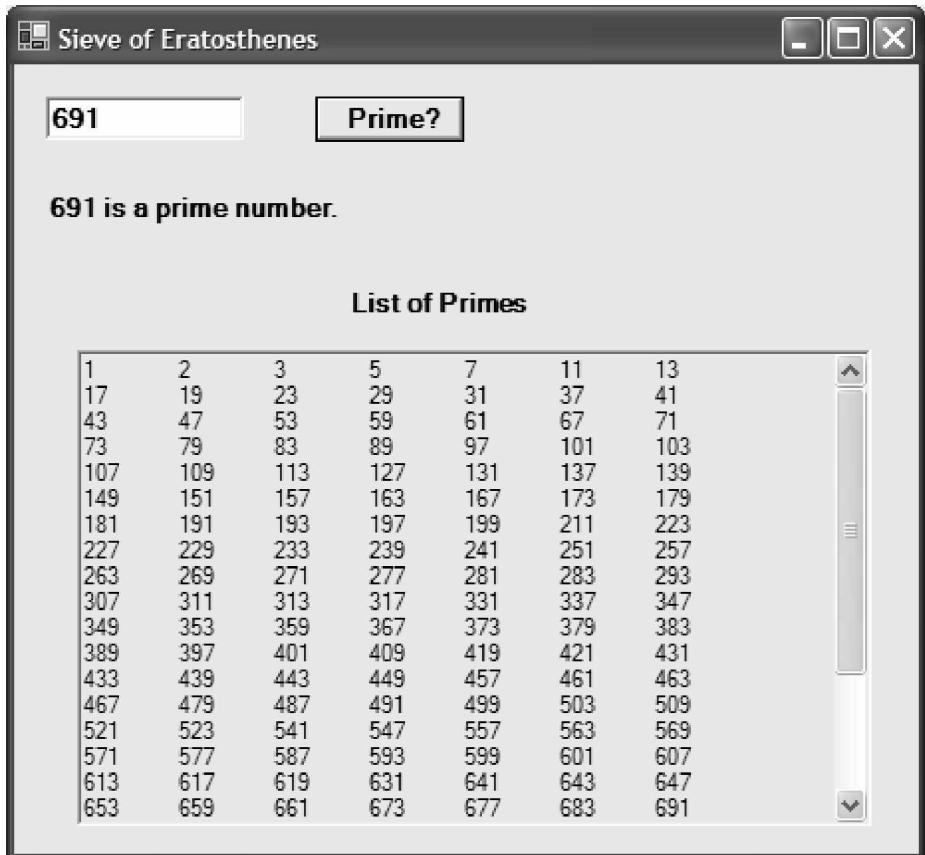 Sieve of Eratosthenes
691 Prime?
691 is a prime number.
List of Primes
1 2 3 5 7 11 13
17 19 23 29 31 37 41
43 47 53 59 61 67 71
73 79 83 89 97 101 103
107 109 113 127 131 137 139
149 151 157 163 167 173 179
181 191 193 197 199 211 223
227 229 233 239 241 251 257
263 269 271 277 281 283 293
307 311 313 317 331 337 347
349 353 359 367 373 379 383
389 397 401 409 419 421 431
433 439 443 449 457 461 463
467 479 487 491 499 503 509
521 523 541 547 557 563 569
571 577 587 593 599 601 607
613 617 619 631 641 643 647
653 659 661 673 677 683 691